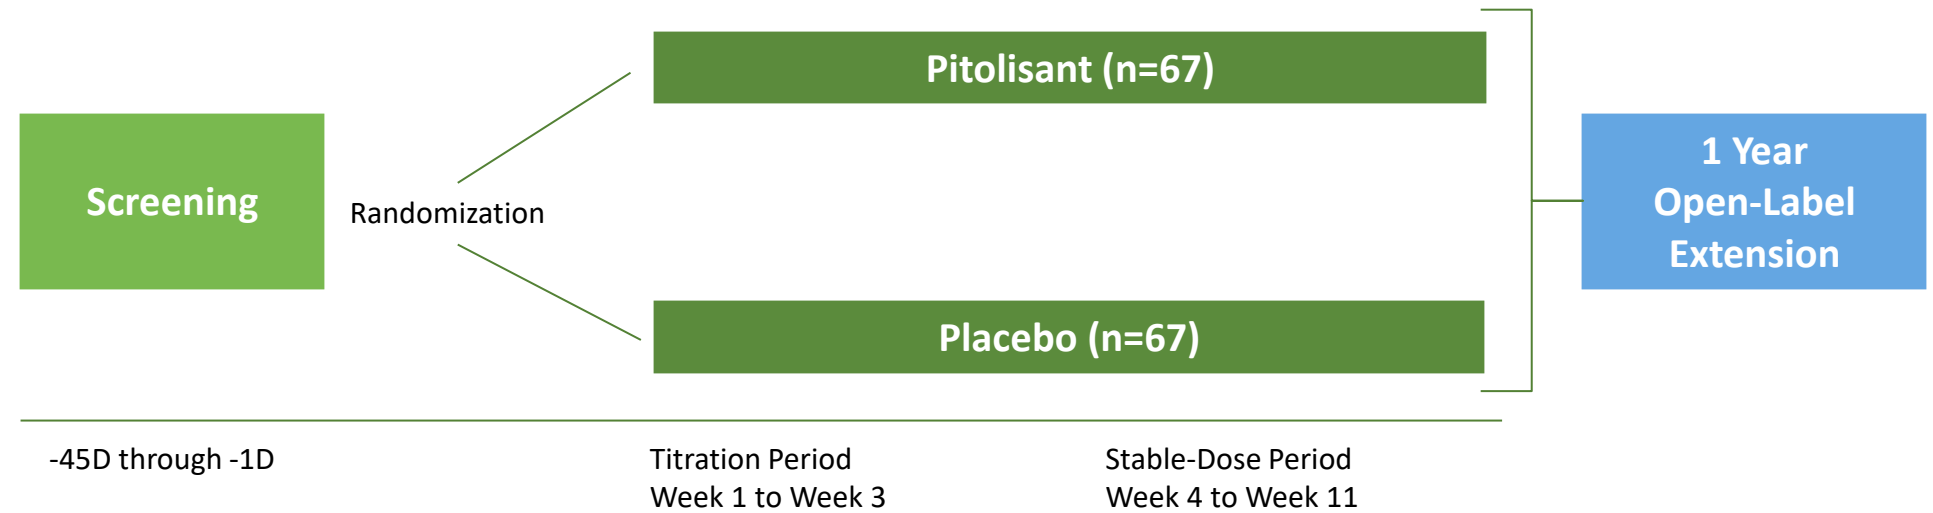 Screening
Randomization
Pitolisant (n=67)
Placebo (n=67)
1 Year
Open-Label
Extension
-45D through -1D
Titration Period
Week 1 to Week 3
Stable-Dose Period
Week 4 to Week 11